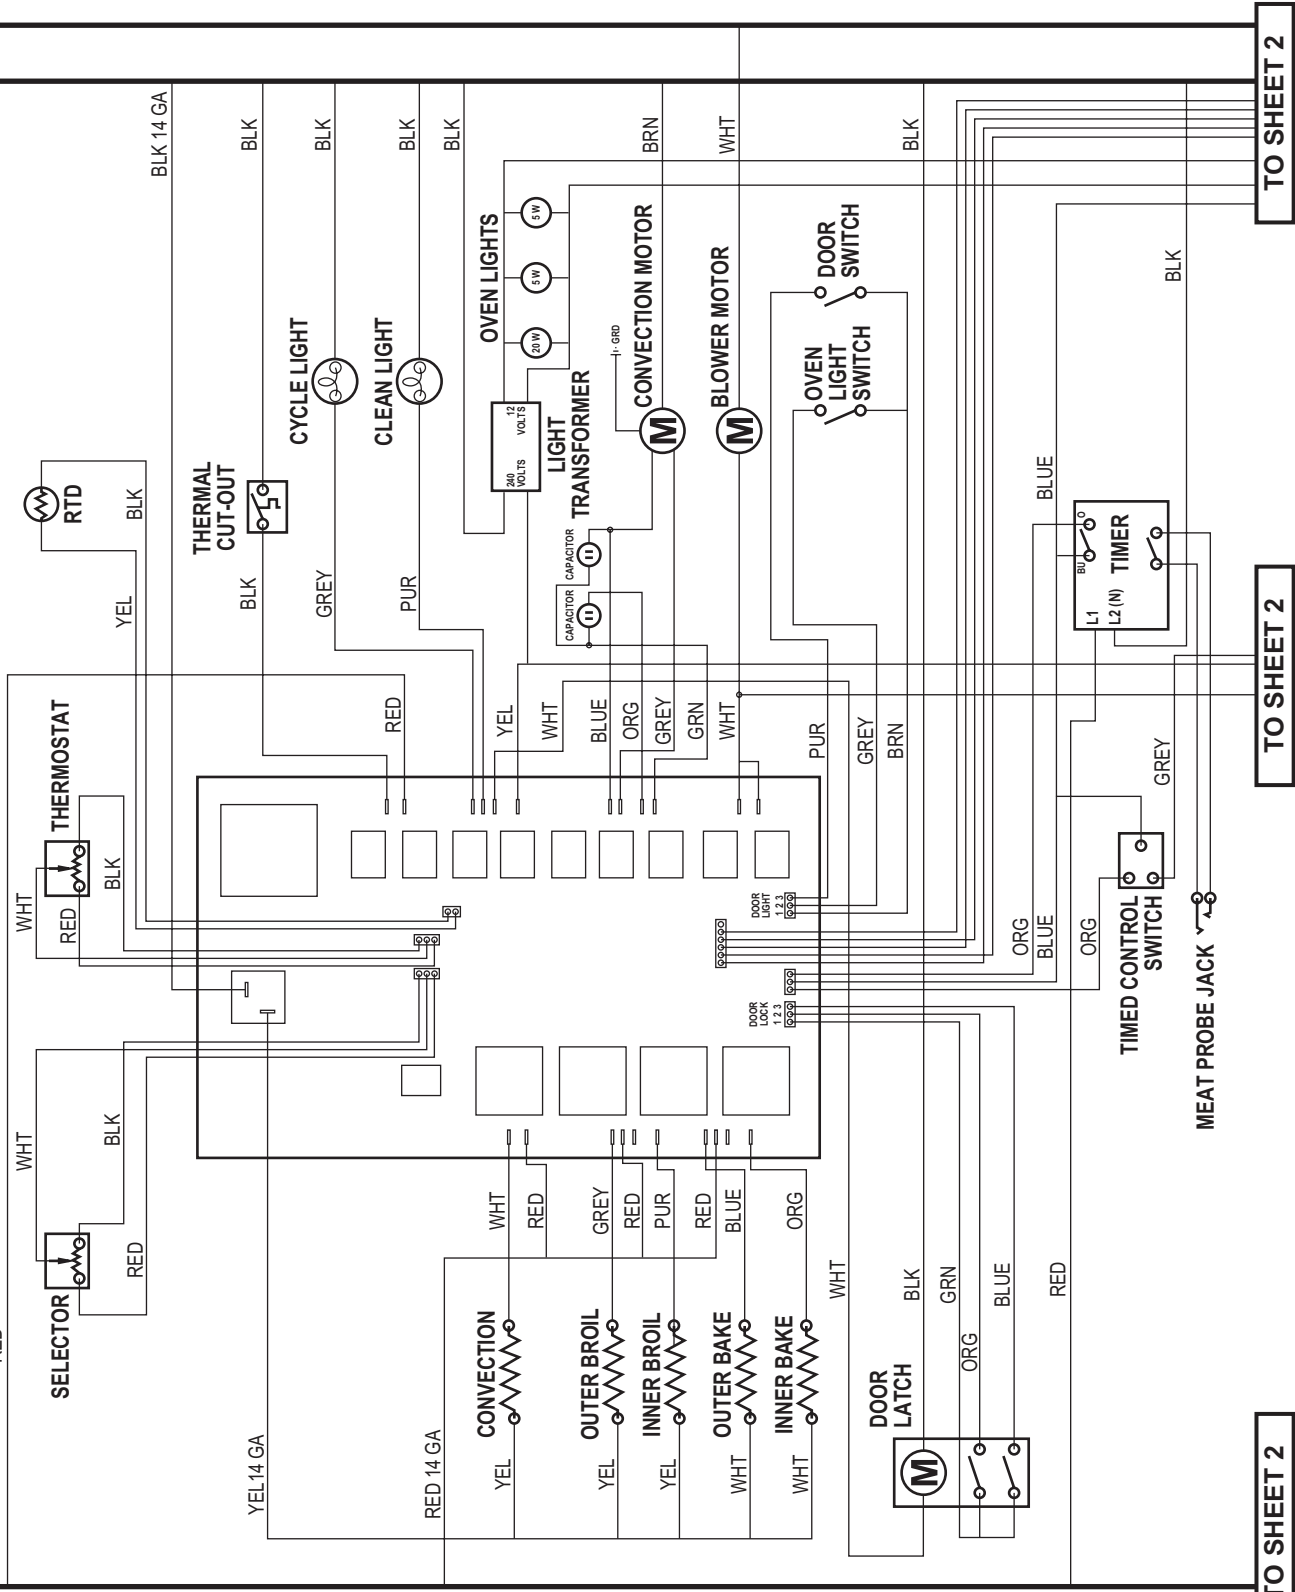 TO SHEET 2
TO SHEET 2
TO SHEET 2
BLK 14 GA
BLK
BLK
BLK
BLK
BRN
WHT
BLK
BLK
OVEN LIGHTS
5 W
5 W
20 W
CONVECTION MOTOR
GRD
M
BLOWER MOTOR
M
DOOR
SWITCH
OVEN
LIGHT
SWITCH
CYCLE LIGHT
CLEAN LIGHT
12
VOLTS
240
VOLTS
LIGHT
TRANSFORMER
CAPACITOR
CAPACITOR
RTD
BLK
YEL
THERMAL
CUT-OUT
BLK
GREY
PUR
BLUE
O
BU
TIMER
L1
L2 (N)
THERMOSTAT
WHT
RED
BLK
RED
YEL
WHT
BLUE
ORG
GREY
GRN
WHT
PUR
GREY
BRN
GREY
DOOR
LIGHT
1 2 3
DOOR
LOCK
1 2 3
ORG
BLUE
ORG
TIMED CONTROL
SWITCH
MEAT PROBE JACK
SELECTOR
WHT
BLK
RED
WHT
RED
GREY
RED
PUR
RED
BLUE
ORG
WHT
BLK
GRN
ORG
BLUE
RED
CONVECTION
OUTER BROIL
INNER BROIL
OUTER BAKE
INNER BAKE
DOOR
LATCH
M
YEL 14 GA
RED 14 GA
YEL
YEL
YEL
WHT
WHT